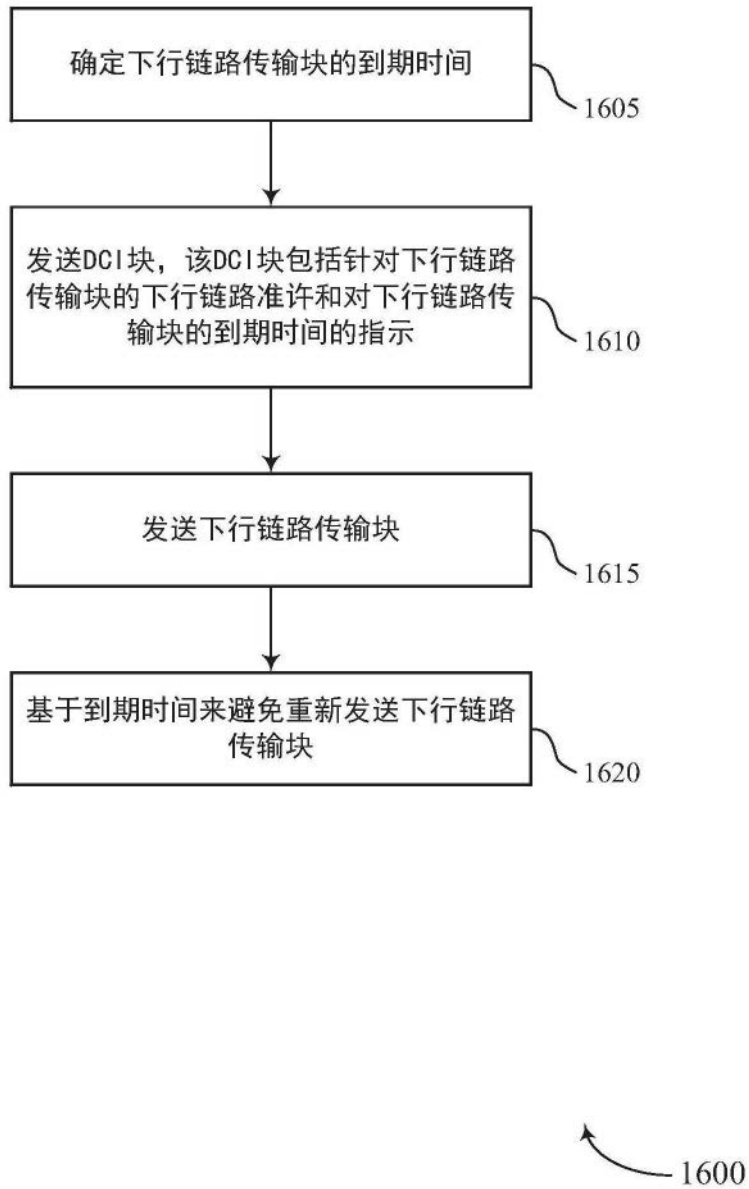 确定下行链路传输块的到期时间
1605
发送DCI块，该DCI块包括针对下行链路
传输块的下行链路准许和对下行链路传
输块的到期时间的指示
1610
发送下行链路传输块
1615
基于到期时间来避免重新发送下行链路
传输块
1620
1600